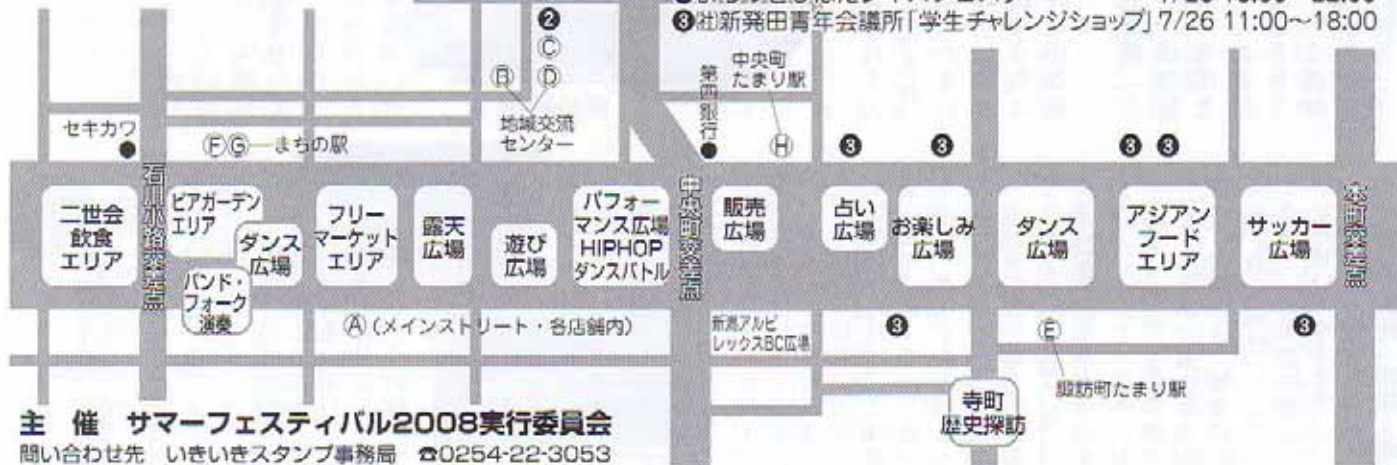 7/26
❸㈳新発田青年会議所「学生チャレンジショップ」7/26 11:00〜18:00
❷
Ⓒ
Ⓑ Ⓓ
地域交流
センター
第四銀行
中央町
たまり駅
Ⓗ
セキカワ
ⒻⒼ まちの駅
❸ ❸ ❸ ❸
石川小路交差点
中央町交差点
本町交差点
二世会
飲食
エリア
ビアガーデン
エリア
ダンス
広場
バンド・
フォーク
演奏
フリー
マーケット
エリア
露天
広場
遊び
広場
パフォー
マンス広場
HIPHOP
ダンスバトル
販売
広場
占い
広場
お楽しみ
広場
ダンス
広場
アジアン
フード
エリア
サッカー
広場
Ⓐ(メインストリート・各店舗内)
新潟アルビ
レックスBC広場
❸
Ⓔ
❸
諏訪町たまり駅
寺町
歴史探訪
主 催 サマーフェスティバル2008実行委員会
問い合わせ先 いきいきスタンプ事務局 ☎0254-22-3053